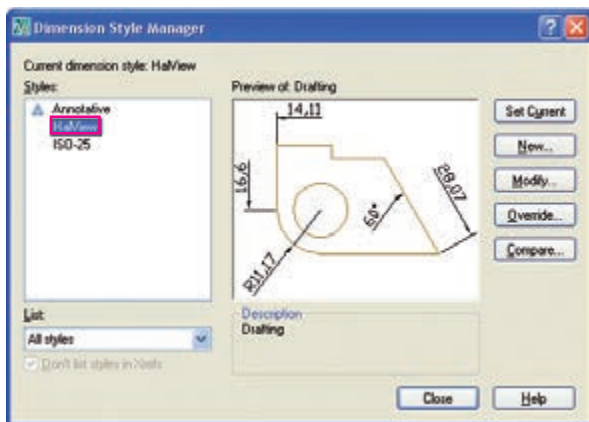 Dimension Style Manager
Current dimension style: HalView
Styles:
Annotative
HalView
ISO-25
Preview of: Drafting
14,11
16,6
60°
28,07
R11,17
Set Current
New...
Modify...
Override...
Compare...
List:
All styles
Don't list styles in Xrefs
Description
Drafting
Close
Help